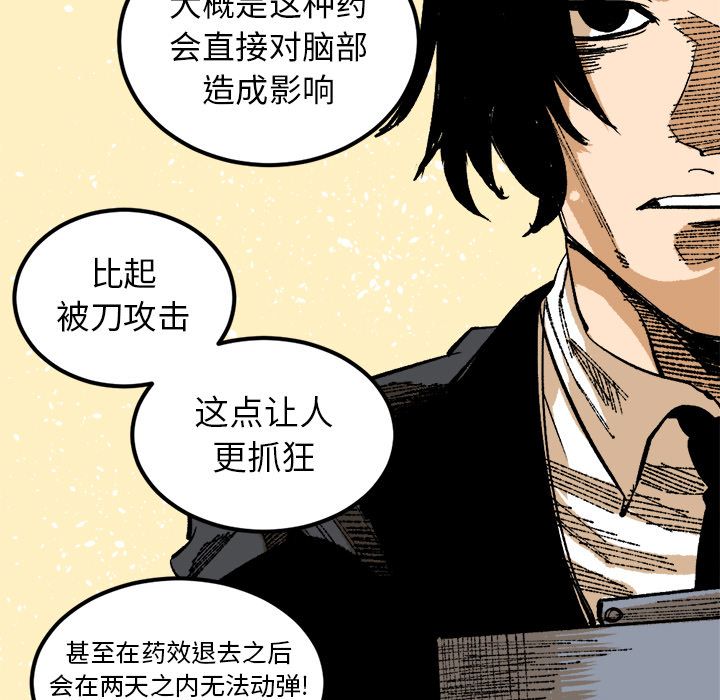 大概是这种药
会直接对脑部
造成影响
比起
被刀攻击
这点让人
更抓狂
甚至在药效退去之后
会在两天之内无法动弹!